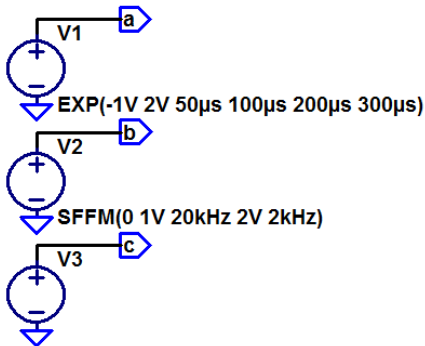 a
V1
EXP(-1V 2V 50µs 100µs 200µs 300µs)
b
V2
SFFM(0 1V 20kHz 2V 2kHz)
c
V3